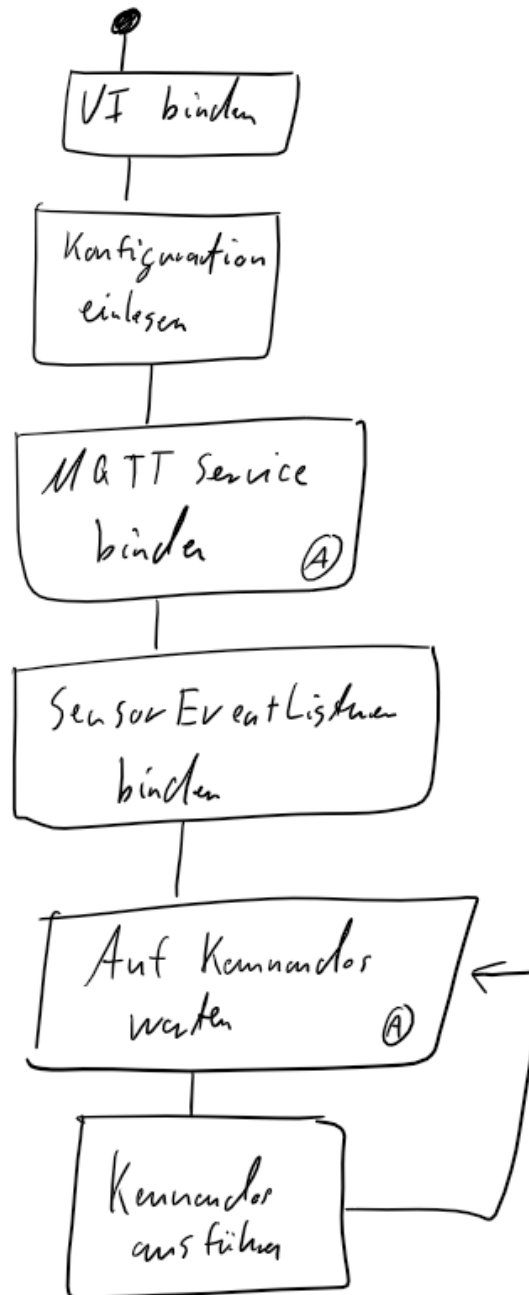 UI binden
Konfiguration
einlesen
MQTT Service
binden
A
SensorEventListener
binden
Auf Kommandos
warten
A
Kommandos
ausführen